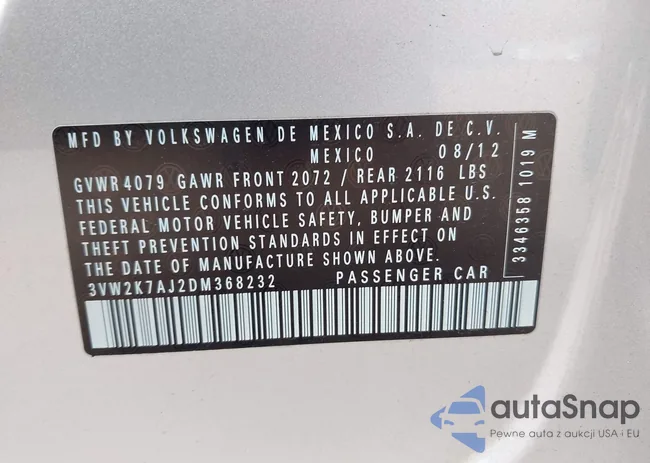 MFD BY VOLKSWAGEN DE MEXICO S.A. DE C.V.
MEXICO 08/12
GVWR 4079 GAWR FRONT 2072 / REAR 2116 LBS
THIS VEHICLE CONFORMS TO ALL APPLICABLE U.S.
FEDERAL MOTOR VEHICLE SAFETY, BUMPER AND
THEFT PREVENTION STANDARDS IN EFFECT ON
THE DATE OF MANUFACTURE SHOWN ABOVE.
3VW2K7AJ2DM368232 PASSENGER CAR
3346358 1019 M
autaSnap
Pewne auta z aukcji USA i EU